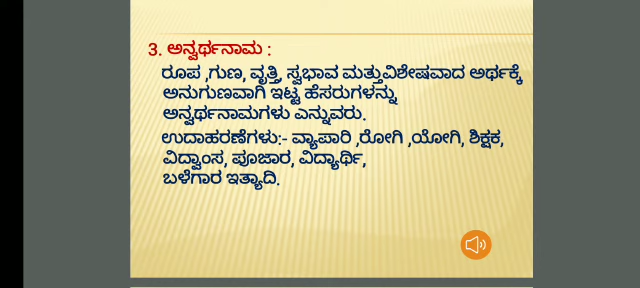 3. ಅನ್ವರ್ಥನಾಮ :
ರೂಪ ,ಗುಣ, ವೃತ್ತಿ, ಸ್ವಭಾವ ಮತ್ತುವಿಶೇಷವಾದ ಅರ್ಥಕ್ಕೆ
ಅನುಗುಣವಾಗಿ ಇಟ್ಟ ಹೆಸರುಗಳನ್ನು
ಅನ್ವರ್ಥನಾಮಗಳು ಎನ್ನುವರು.
ಉದಾಹರಣೆಗಳು:- ವ್ಯಾಪಾರಿ ,ರೋಗಿ ,ಯೋಗಿ, ಶಿಕ್ಷಕ,
ವಿದ್ವಾಂಸ, ಪೂಜಾರ, ವಿದ್ಯಾರ್ಥಿ,
ಬಳೆಗಾರ ಇತ್ಯಾದಿ.